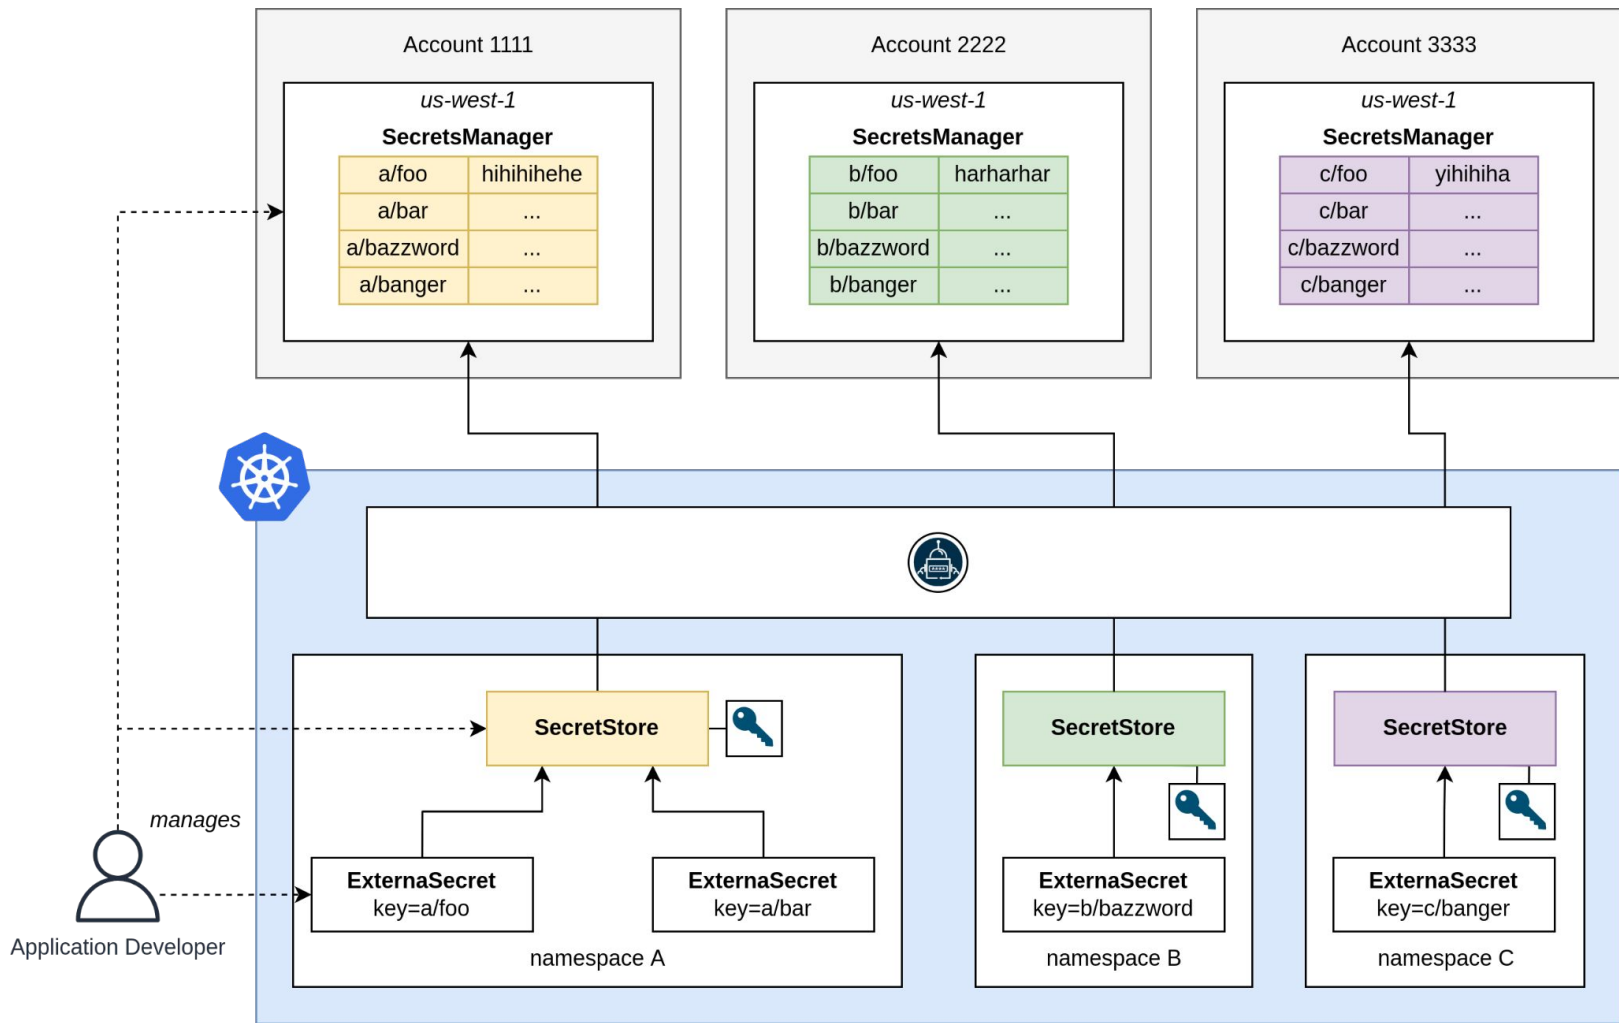 Account 1111
us-west-1
SecretsManager
a/foo hihihihehe
a/bar ...
a/bazzword ...
a/banger ...
Account 2222
us-west-1
SecretsManager
b/foo harharhar
b/bar ...
b/bazzword ...
b/banger ...
Account 3333
us-west-1
SecretsManager
c/foo yihihiha
c/bar ...
c/bazzword ...
c/banger ...
SecretStore
SecretStore
SecretStore
manages
Application Developer
ExternaSecret
key=a/foo
ExternaSecret
key=a/bar
namespace A
ExternaSecret
key=b/bazzword
namespace B
ExternaSecret
key=c/banger
namespace C